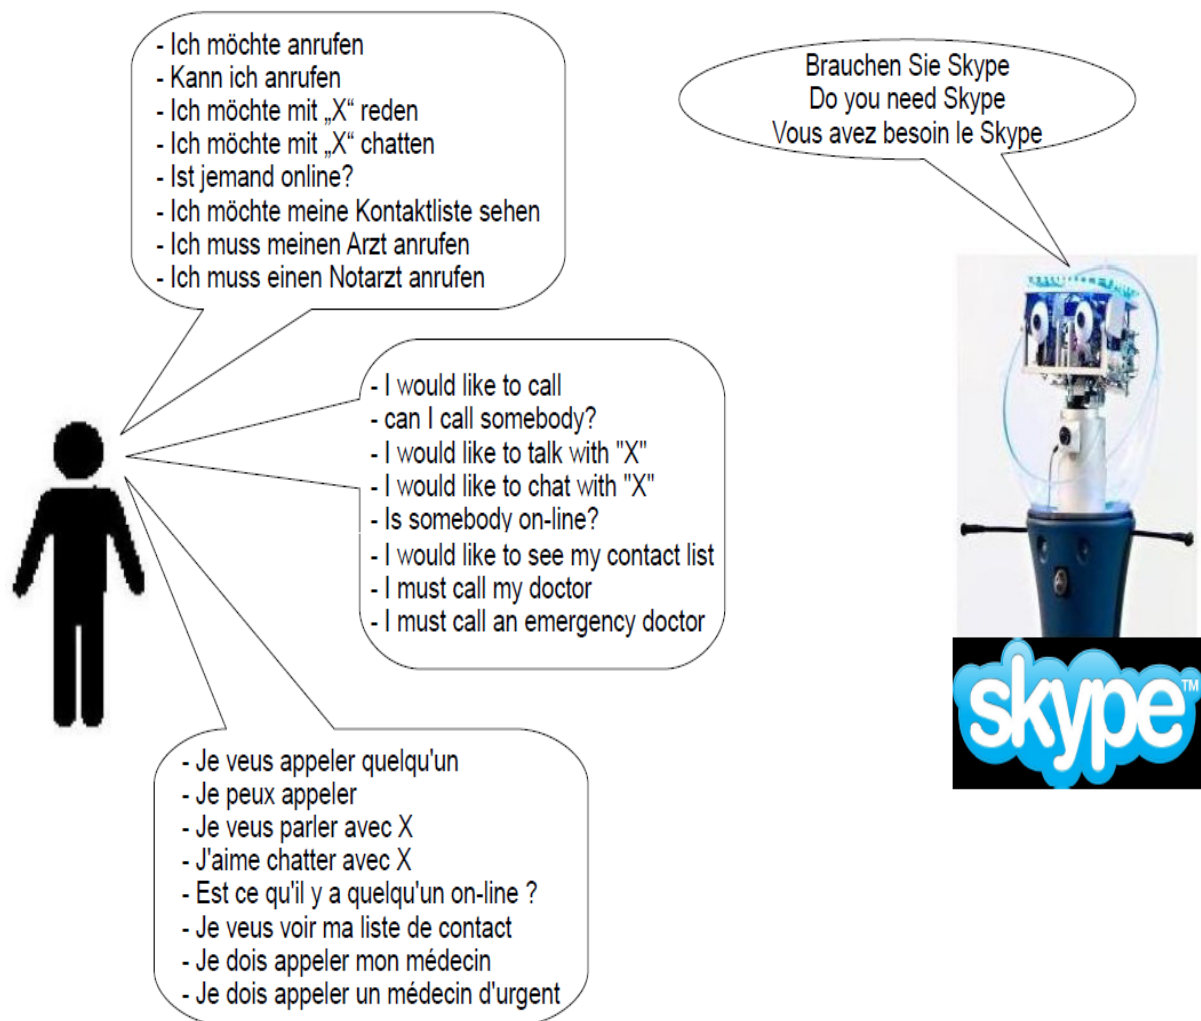 - Ich möchte anrufen
- Kann ich anrufen
- Ich möchte mit „X“ reden
- Ich möchte mit „X“ chatten
- Ist jemand online?
- Ich möchte meine Kontaktliste sehen
- Ich muss meinen Arzt anrufen
- Ich muss einen Notarzt anrufen
Brauchen Sie Skype
Do you need Skype
Vous avez besoin le Skype
- I would like to call
- can I call somebody?
- I would like to talk with "X"
- I would like to chat with "X"
- Is somebody on-line?
- I would like to see my contact list
- I must call my doctor
- I must call an emergency doctor
skype™
- Je veus appeler quelqu'un
- Je peux appeler
- Je veus parler avec X
- J'aime chatter avec X
- Est ce qu'il y a quelqu'un on-line ?
- Je veus voir ma liste de contact
- Je dois appeler mon médecin
- Je dois appeler un médecin d'urgent